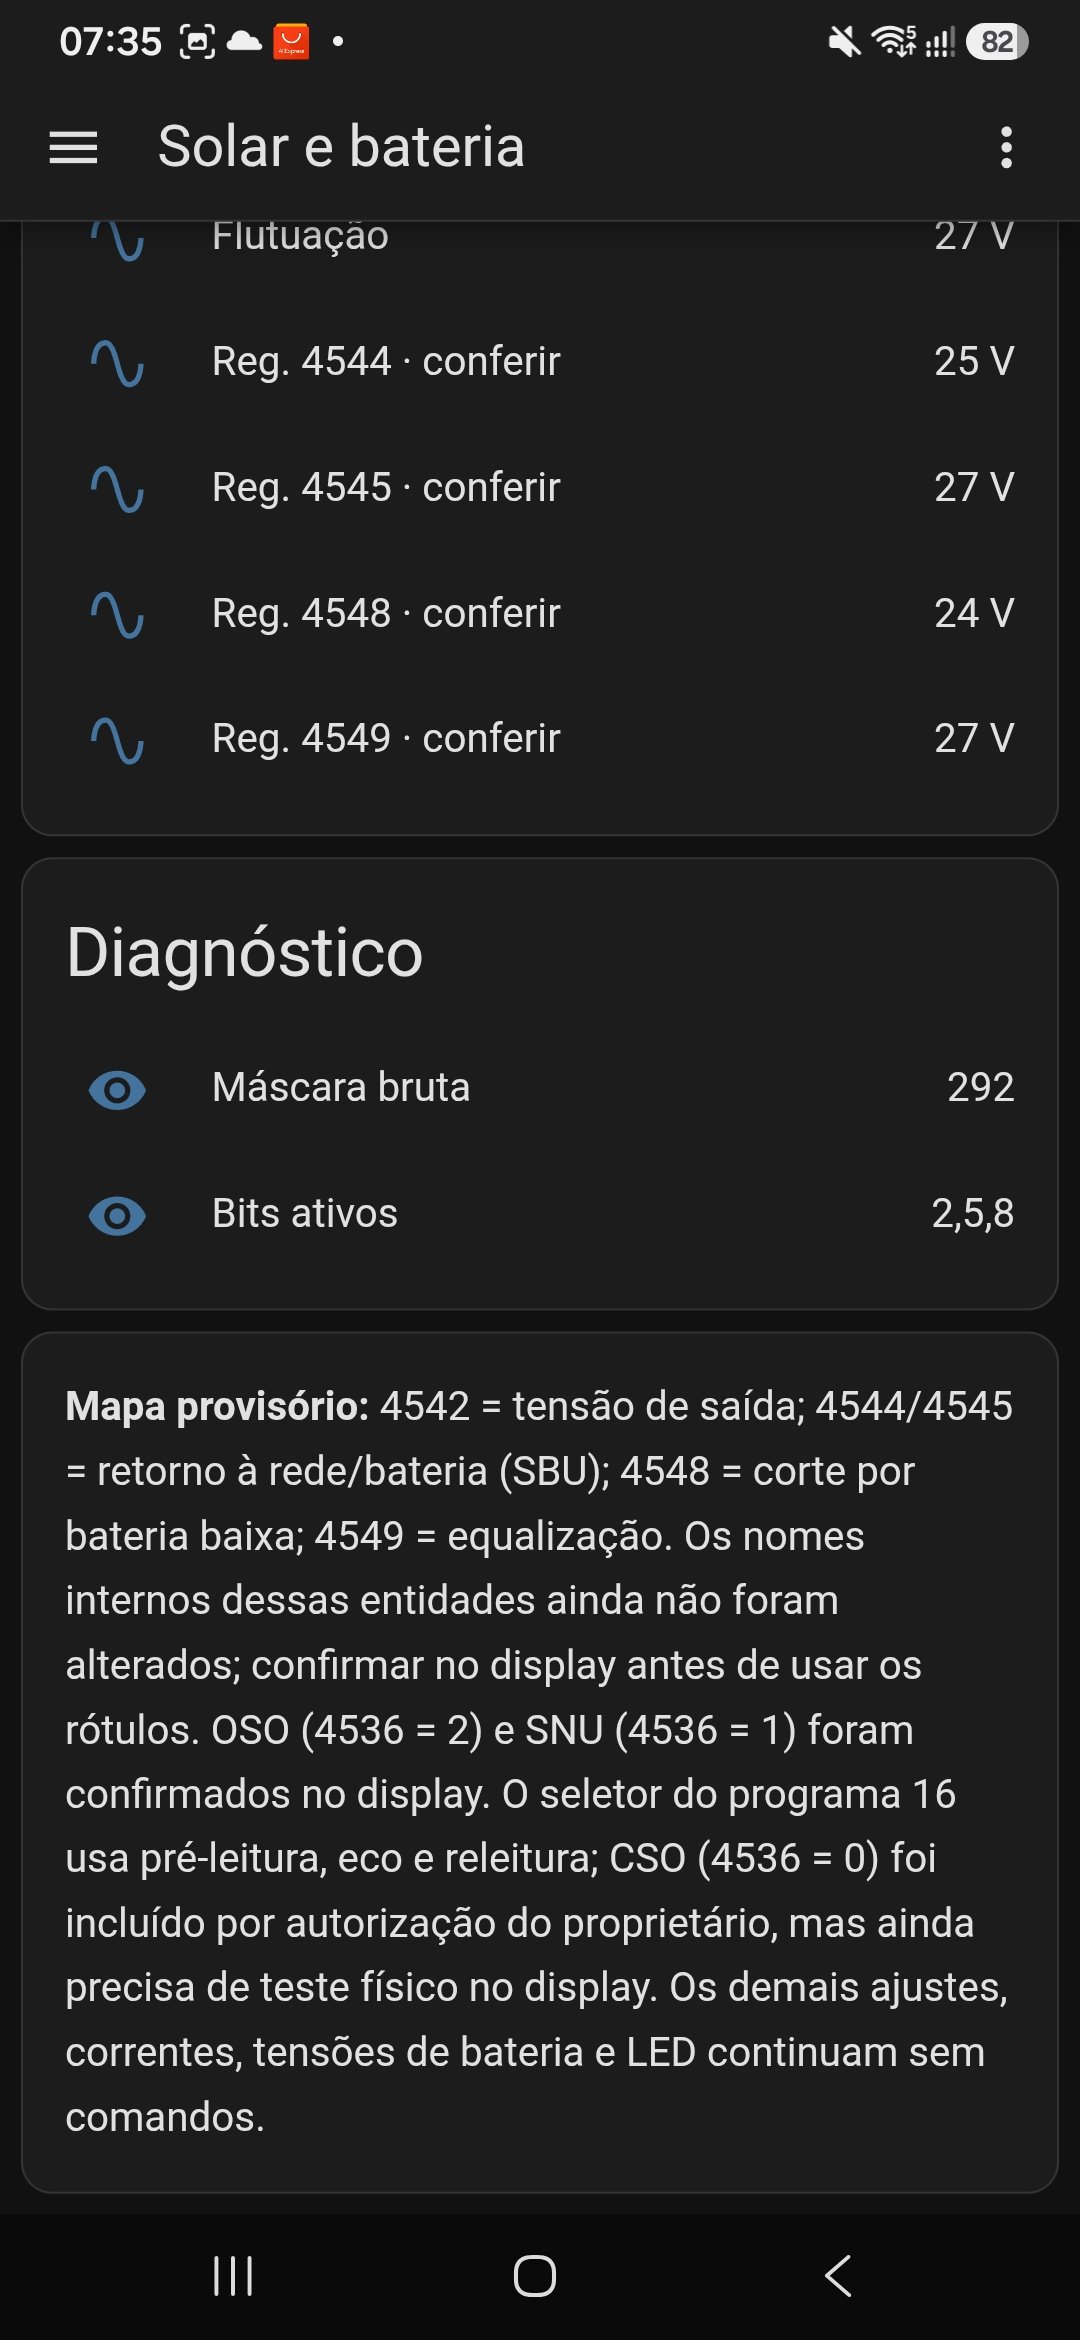 07:35
5
82
Solar e bateria
Flutuação 27 V
Reg. 4544 · conferir 25 V
Reg. 4545 · conferir 27 V
Reg. 4548 · conferir 24 V
Reg. 4549 · conferir 27 V
Diagnóstico
Máscara bruta 292
Bits ativos 2,5,8
Mapa provisório: 4542 = tensão de saída; 4544/4545
= retorno à rede/bateria (SBU); 4548 = corte por
bateria baixa; 4549 = equalização. Os nomes
internos dessas entidades ainda não foram
alterados; confirmar no display antes de usar os
rótulos. OSO (4536 = 2) e SNU (4536 = 1) foram
confirmados no display. O seletor do programa 16
usa pré-leitura, eco e releitura; CSO (4536 = 0) foi
incluído por autorização do proprietário, mas ainda
precisa de teste físico no display. Os demais ajustes,
correntes, tensões de bateria e LED continuam sem
comandos.